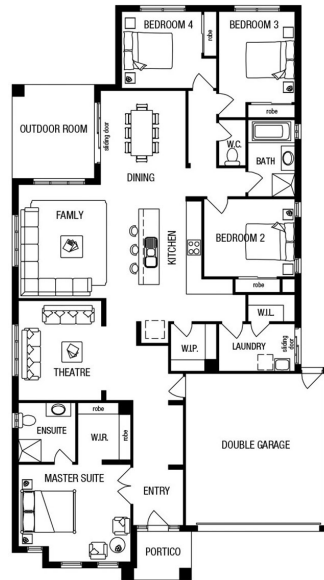 BEDROOM 4
robe
BEDROOM 3
robe
OUTDOOR ROOM
sliding door
W.C.
BATH
DINING
FAMLY
KITCHEN
BEDROOM 2
robe
W.I.L.
W.I.P.
LAUNDRY
sliding door
THEATRE
robe
ENSUITE
W.I.R.
robe
MASTER SUITE
ENTRY
DOUBLE GARAGE
PORTICO